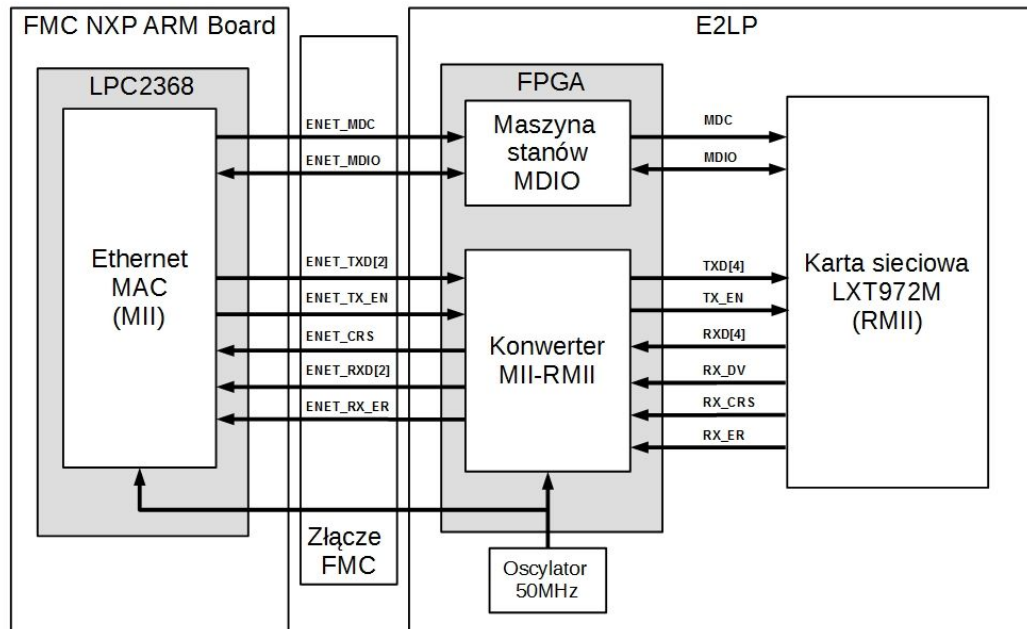 FMC NXP ARM Board
E2LP
LPC2368
FPGA
Ethernet
MAC
(MII)
ENET_MDC
ENET_MDIO
ENET_TXD[2]
ENET_TX_EN
ENET_CRS
ENET_RXD[2]
ENET_RX_ER
Złącze
FMC
Maszyna
stanów
MDIO
Konwerter
MII-RMII
MDC
MDIO
TXD[4]
TX_EN
RXD[4]
RX_DV
RX_CRS
RX_ER
Karta sieciowa
LXT972M
(RMII)
Oscylator
50MHz